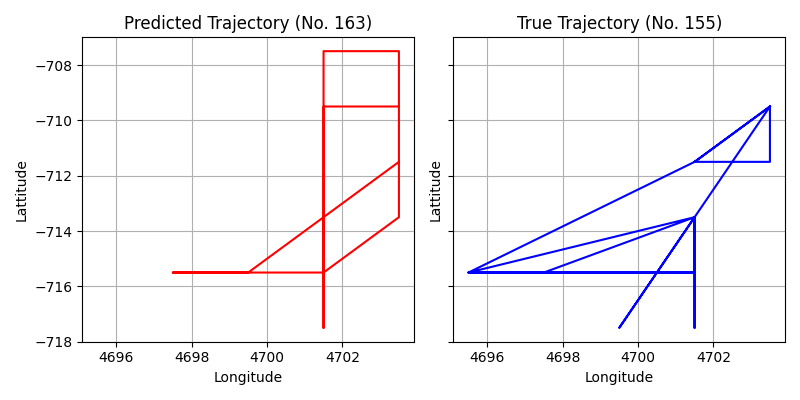 Predicted Trajectory (No. 163)
True Trajectory (No. 155)
Lattitude
−708
−710
−712
−714
−716
−718
4696
4698
4700
4702
Longitude
Lattitude
4696
4698
4700
4702
Longitude